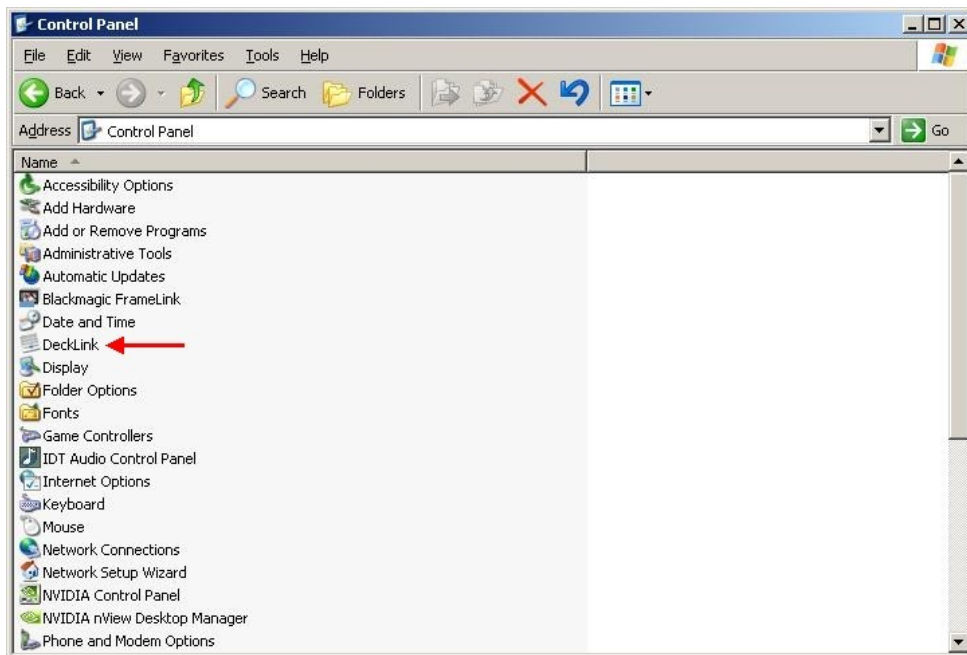 Control Panel
File Edit View Favorites Tools Help
Back Search Folders
Address Control Panel Go
Name
Accessibility Options
Add Hardware
Add or Remove Programs
Administrative Tools
Automatic Updates
Blackmagic FrameLink
Date and Time
DeckLink
Display
Folder Options
Fonts
Game Controllers
IDT Audio Control Panel
Internet Options
Keyboard
Mouse
Network Connections
Network Setup Wizard
NVIDIA Control Panel
NVIDIA nView Desktop Manager
Phone and Modem Options